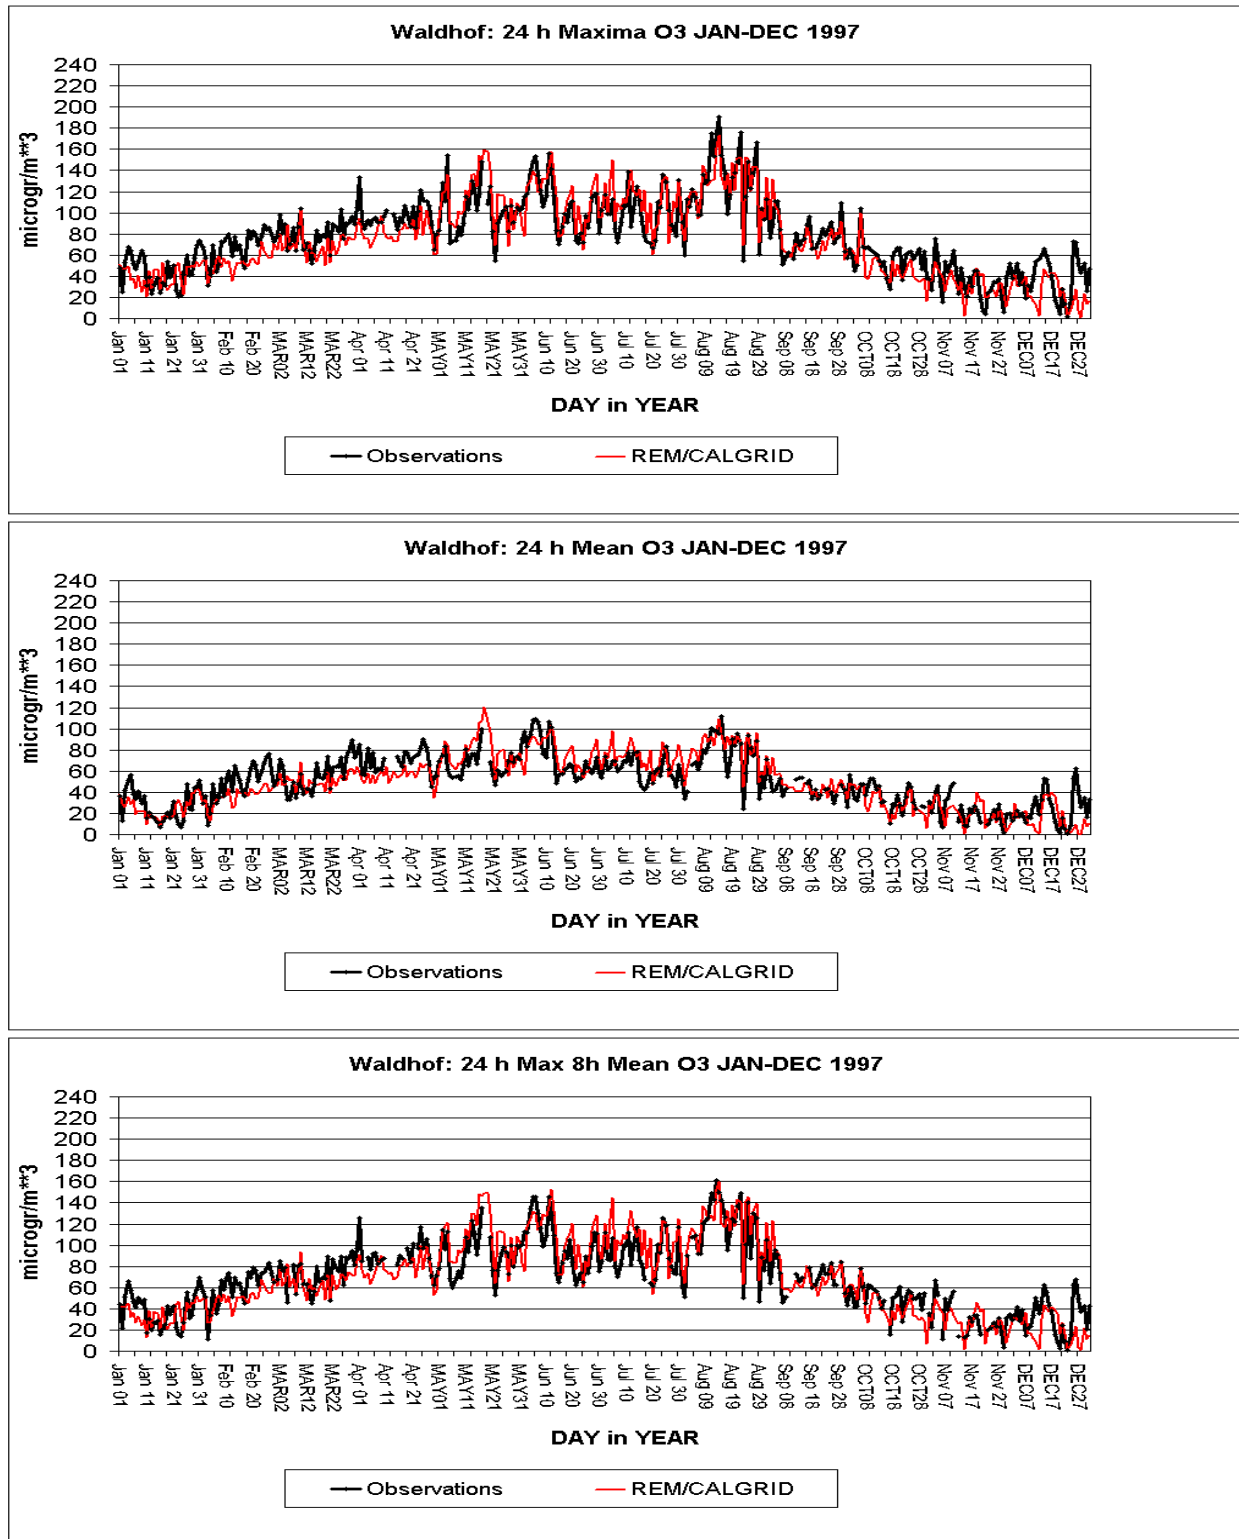 Waldhof: 24 h Maxima O3 JAN-DEC 1997
microgr/m**3
240
220
200
180
160
140
120
100
80
60
40
20
0
Jan 01 Jan 11 Jan 21 Jan 31 Feb 10 Feb 20 MAR02 MAR12 MAR22 Apr 01 Apr 11 Apr 21 MAY01 MAY11 MAY21 MAY31 Jun 10 Jun 20 Jun 30 Jul 10 Jul 20 Jul 30 Aug 09 Aug 19 Aug 29 Sep 08 Sep 18 Sep 28 OCT08 OCT18 OCT28 Nov 07 Nov 17 Nov 27 DEC07 DEC17 DEC27
DAY in YEAR
Observations REM/CALGRID
Waldhof: 24 h Mean O3 JAN-DEC 1997
microgr/m**3
240
220
200
180
160
140
120
100
80
60
40
20
0
Jan 01 Jan 11 Jan 21 Jan 31 Feb 10 Feb 20 MAR02 MAR12 MAR22 Apr 01 Apr 11 Apr 21 MAY01 MAY11 MAY21 MAY31 Jun 10 Jun 20 Jun 30 Jul 10 Jul 20 Jul 30 Aug 09 Aug 19 Aug 29 Sep 08 Sep 18 Sep 28 OCT08 OCT18 OCT28 Nov 07 Nov 17 Nov 27 DEC07 DEC17 DEC27
DAY in YEAR
Observations REM/CALGRID
Waldhof: 24 h Max 8h Mean O3 JAN-DEC 1997
microgr/m**3
240
220
200
180
160
140
120
100
80
60
40
20
0
Jan 01 Jan 11 Jan 21 Jan 31 Feb 10 Feb 20 MAR02 MAR12 MAR22 Apr 01 Apr 11 Apr 21 MAY01 MAY11 MAY21 MAY31 Jun 10 Jun 20 Jun 30 Jul 10 Jul 20 Jul 30 Aug 09 Aug 19 Aug 29 Sep 08 Sep 18 Sep 28 OCT08 OCT18 OCT28 Nov 07 Nov 17 Nov 27 DEC07 DEC17 DEC27
DAY in YEAR
Observations REM/CALGRID